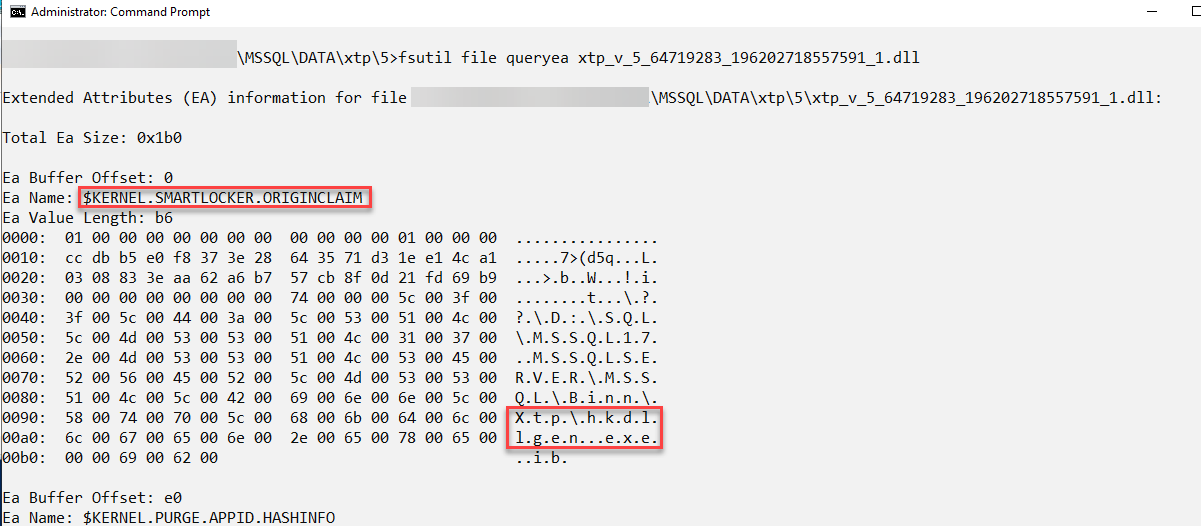 Administrator: Command Prompt
\MSSQL\DATA\xtp\5>fsutil file queryea xtp_v_5_64719283_196202718557591_1.dll
Extended Attributes (EA) information for file \MSSQL\DATA\xtp\5\xtp_v_5_64719283_196202718557591_1.dll:
Total Ea Size: 0x1b0
Ea Buffer Offset: 0
Ea Name: $KERNEL.SMARTLOCKER.ORIGINCLAIM
Ea Value Length: b6
0000:  01 00 00 00 00 00 00 00  00 00 00 00 01 00 00 00  ................
0010:  cc db b5 e0 f8 37 3e 28  64 35 71 d3 1e e1 4c a1  .....7>(d5q...L.
0020:  03 08 83 3e aa 62 a6 b7  57 cb 8f 0d 21 fd 69 b9  ...>.b..W...!.i.
0030:  00 00 00 00 00 00 00 00  74 00 00 00 5c 00 3f 00  ........t...\.?.
0040:  3f 00 5c 00 44 00 3a 00  5c 00 53 00 51 00 4c 00  ?.\.D.:.\.S.Q.L.
0050:  5c 00 4d 00 53 00 53 00  51 00 4c 00 31 00 37 00  \.M.S.S.Q.L.1.7.
0060:  2e 00 4d 00 53 00 53 00  51 00 4c 00 53 00 45 00  ..M.S.S.Q.L.S.E.
0070:  52 00 56 00 45 00 52 00  5c 00 4d 00 53 00 53 00  R.V.E.R.\.M.S.S.
0080:  51 00 4c 00 5c 00 42 00  69 00 6e 00 6e 00 5c 00  Q.L.\.B.i.n.n.\.
0090:  58 00 74 00 70 00 5c 00  68 00 6b 00 64 00 6c 00  X.t.p.\.h.k.d.l.
00a0:  6c 00 67 00 65 00 6e 00  2e 00 65 00 78 00 65 00  l.g.e.n...e.x.e.
00b0:  00 00 69 00 62 00  ..i.b.
Ea Buffer Offset: e0
Ea Name: $KERNEL.PURGE.APPID.HASHINFO